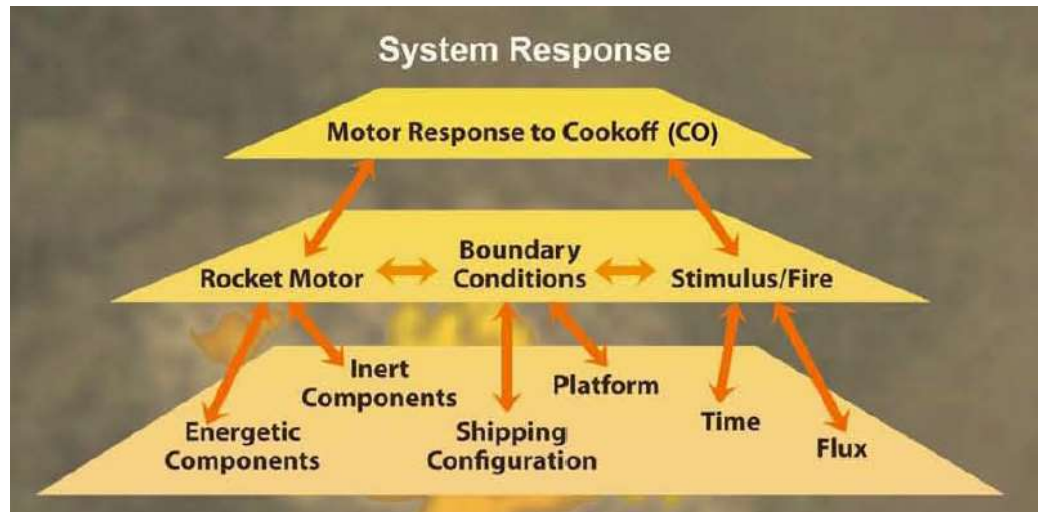 System Response
Motor Response to Cookoff (CO)
Rocket Motor
Boundary
Conditions
Stimulus/Fire
Inert
Components
Platform
Energetic
Components
Shipping
Configuration
Time
Flux